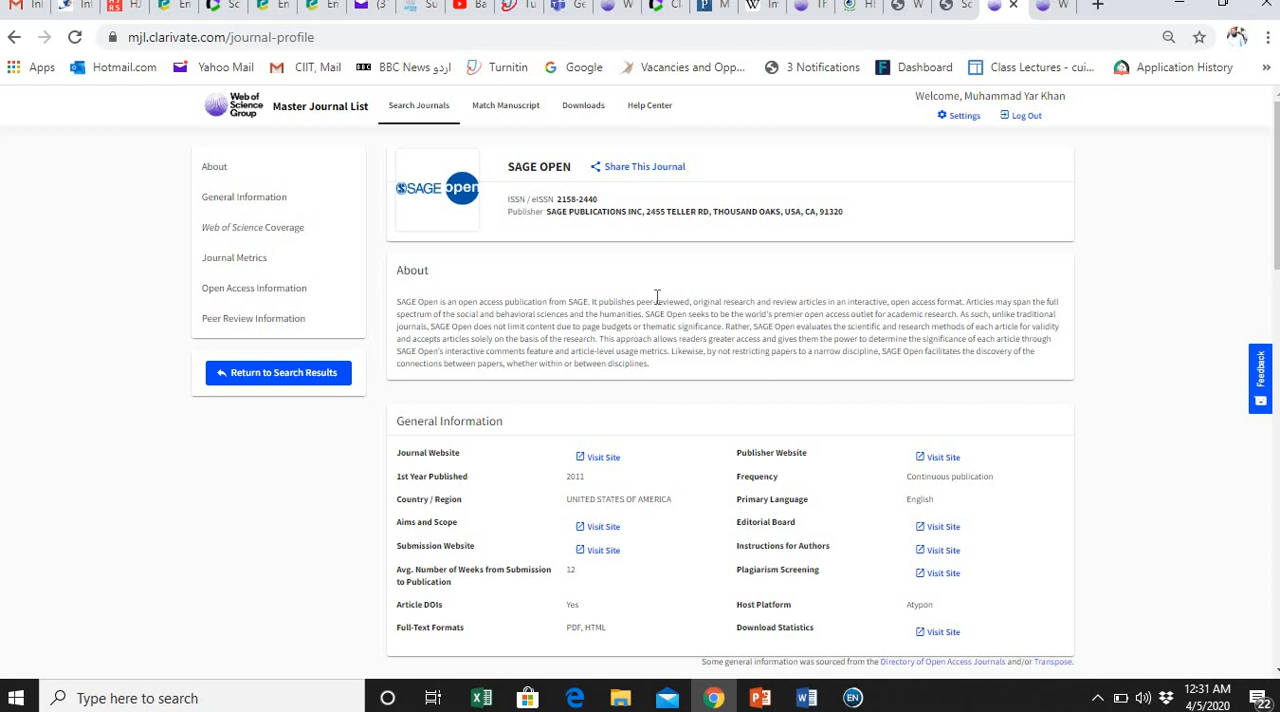 mjl.clarivate.com/journal-profile
Apps Hotmail.com Yahoo Mail CIIT, Mail BBC News اردو Turnitin Google Vacancies and Opp... 3 Notifications Dashboard Class Lectures - cui... Application History »
Web of Science Group Master Journal List Search Journals Match Manuscript Downloads Help Center
Welcome, Muhammad Yar Khan
Settings Log Out
About
General Information
Web of Science Coverage
Journal Metrics
Open Access Information
Peer Review Information
Return to Search Results
SAGE open
SAGE OPEN Share This Journal
ISSN / eISSN 2158-2440
Publisher SAGE PUBLICATIONS INC, 2455 TELLER RD, THOUSAND OAKS, USA, CA, 91320
About
SAGE Open is an open access publication from SAGE. It publishes peer-reviewed, original research and review articles in an interactive, open access format. Articles may span the full
spectrum of the social and behavioral sciences and the humanities. SAGE Open seeks to be the world's premier open access outlet for academic research. As such, unlike traditional
journals, SAGE Open does not limit content due to page budgets or thematic significance. Rather, SAGE Open evaluates the scientific and research methods of each article for validity
and accepts articles solely on the basis of the research. This approach allows readers greater access and gives them the power to determine the significance of each article through
SAGE Open's interactive comments feature and article-level usage metrics. Likewise, by not restricting papers to a narrow discipline, SAGE Open facilitates the discovery of the
connections between papers, whether within or between disciplines.
General Information
Journal Website Visit Site Publisher Website Visit Site
1st Year Published 2011 Frequency Continuous publication
Country / Region UNITED STATES OF AMERICA Primary Language English
Aims and Scope Visit Site Editorial Board Visit Site
Submission Website Visit Site Instructions for Authors Visit Site
Avg. Number of Weeks from Submission 12 Plagiarism Screening Visit Site
to Publication
Article DOIs Yes Host Platform Atypon
Full-Text Formats PDF, HTML Download Statistics Visit Site
Some general information was sourced from the Directory of Open Access Journals and/or Transpose.
Feedback
Type here to search
EN
12:31 AM
4/5/2020
22